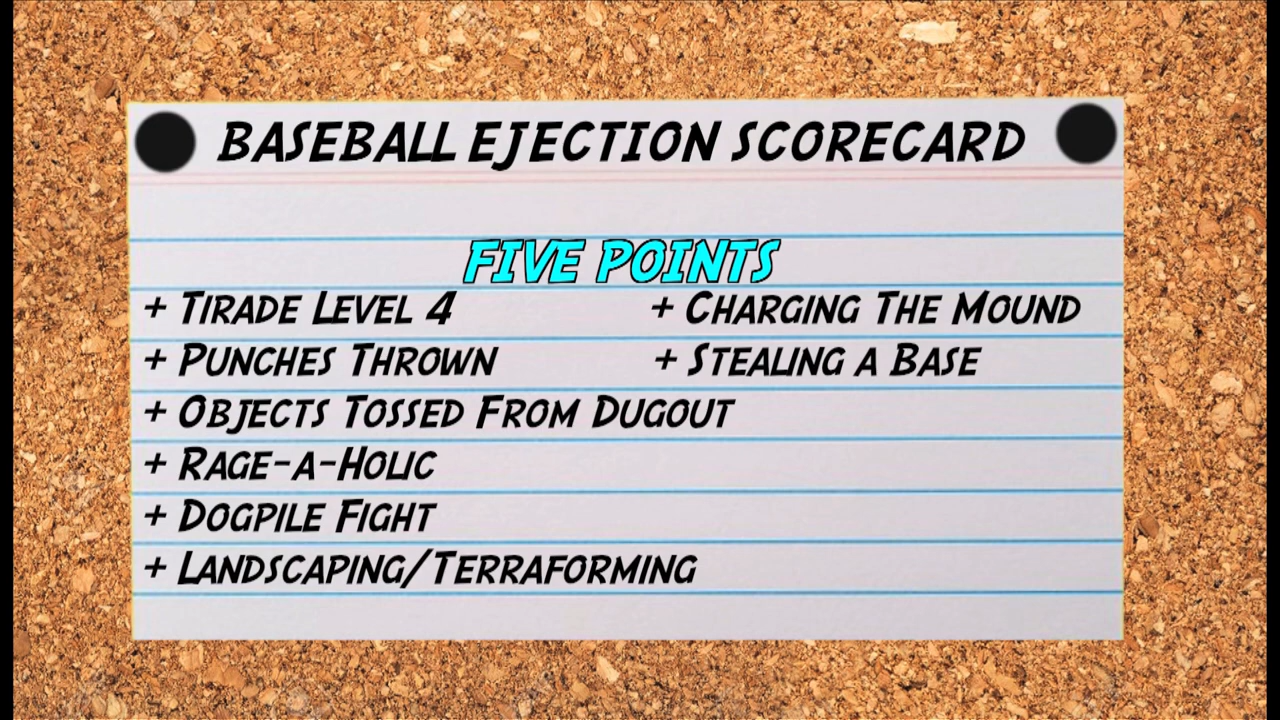 BASEBALL EJECTION SCORECARD
FIVE POINTS
+ TIRADE LEVEL 4
+ CHARGING THE MOUND
+ PUNCHES THROWN
+ STEALING A BASE
+ OBJECTS TOSSED FROM DUGOUT
+ RAGE-A-HOLIC
+ DOGPILE FIGHT
+ LANDSCAPING/TERRAFORMING